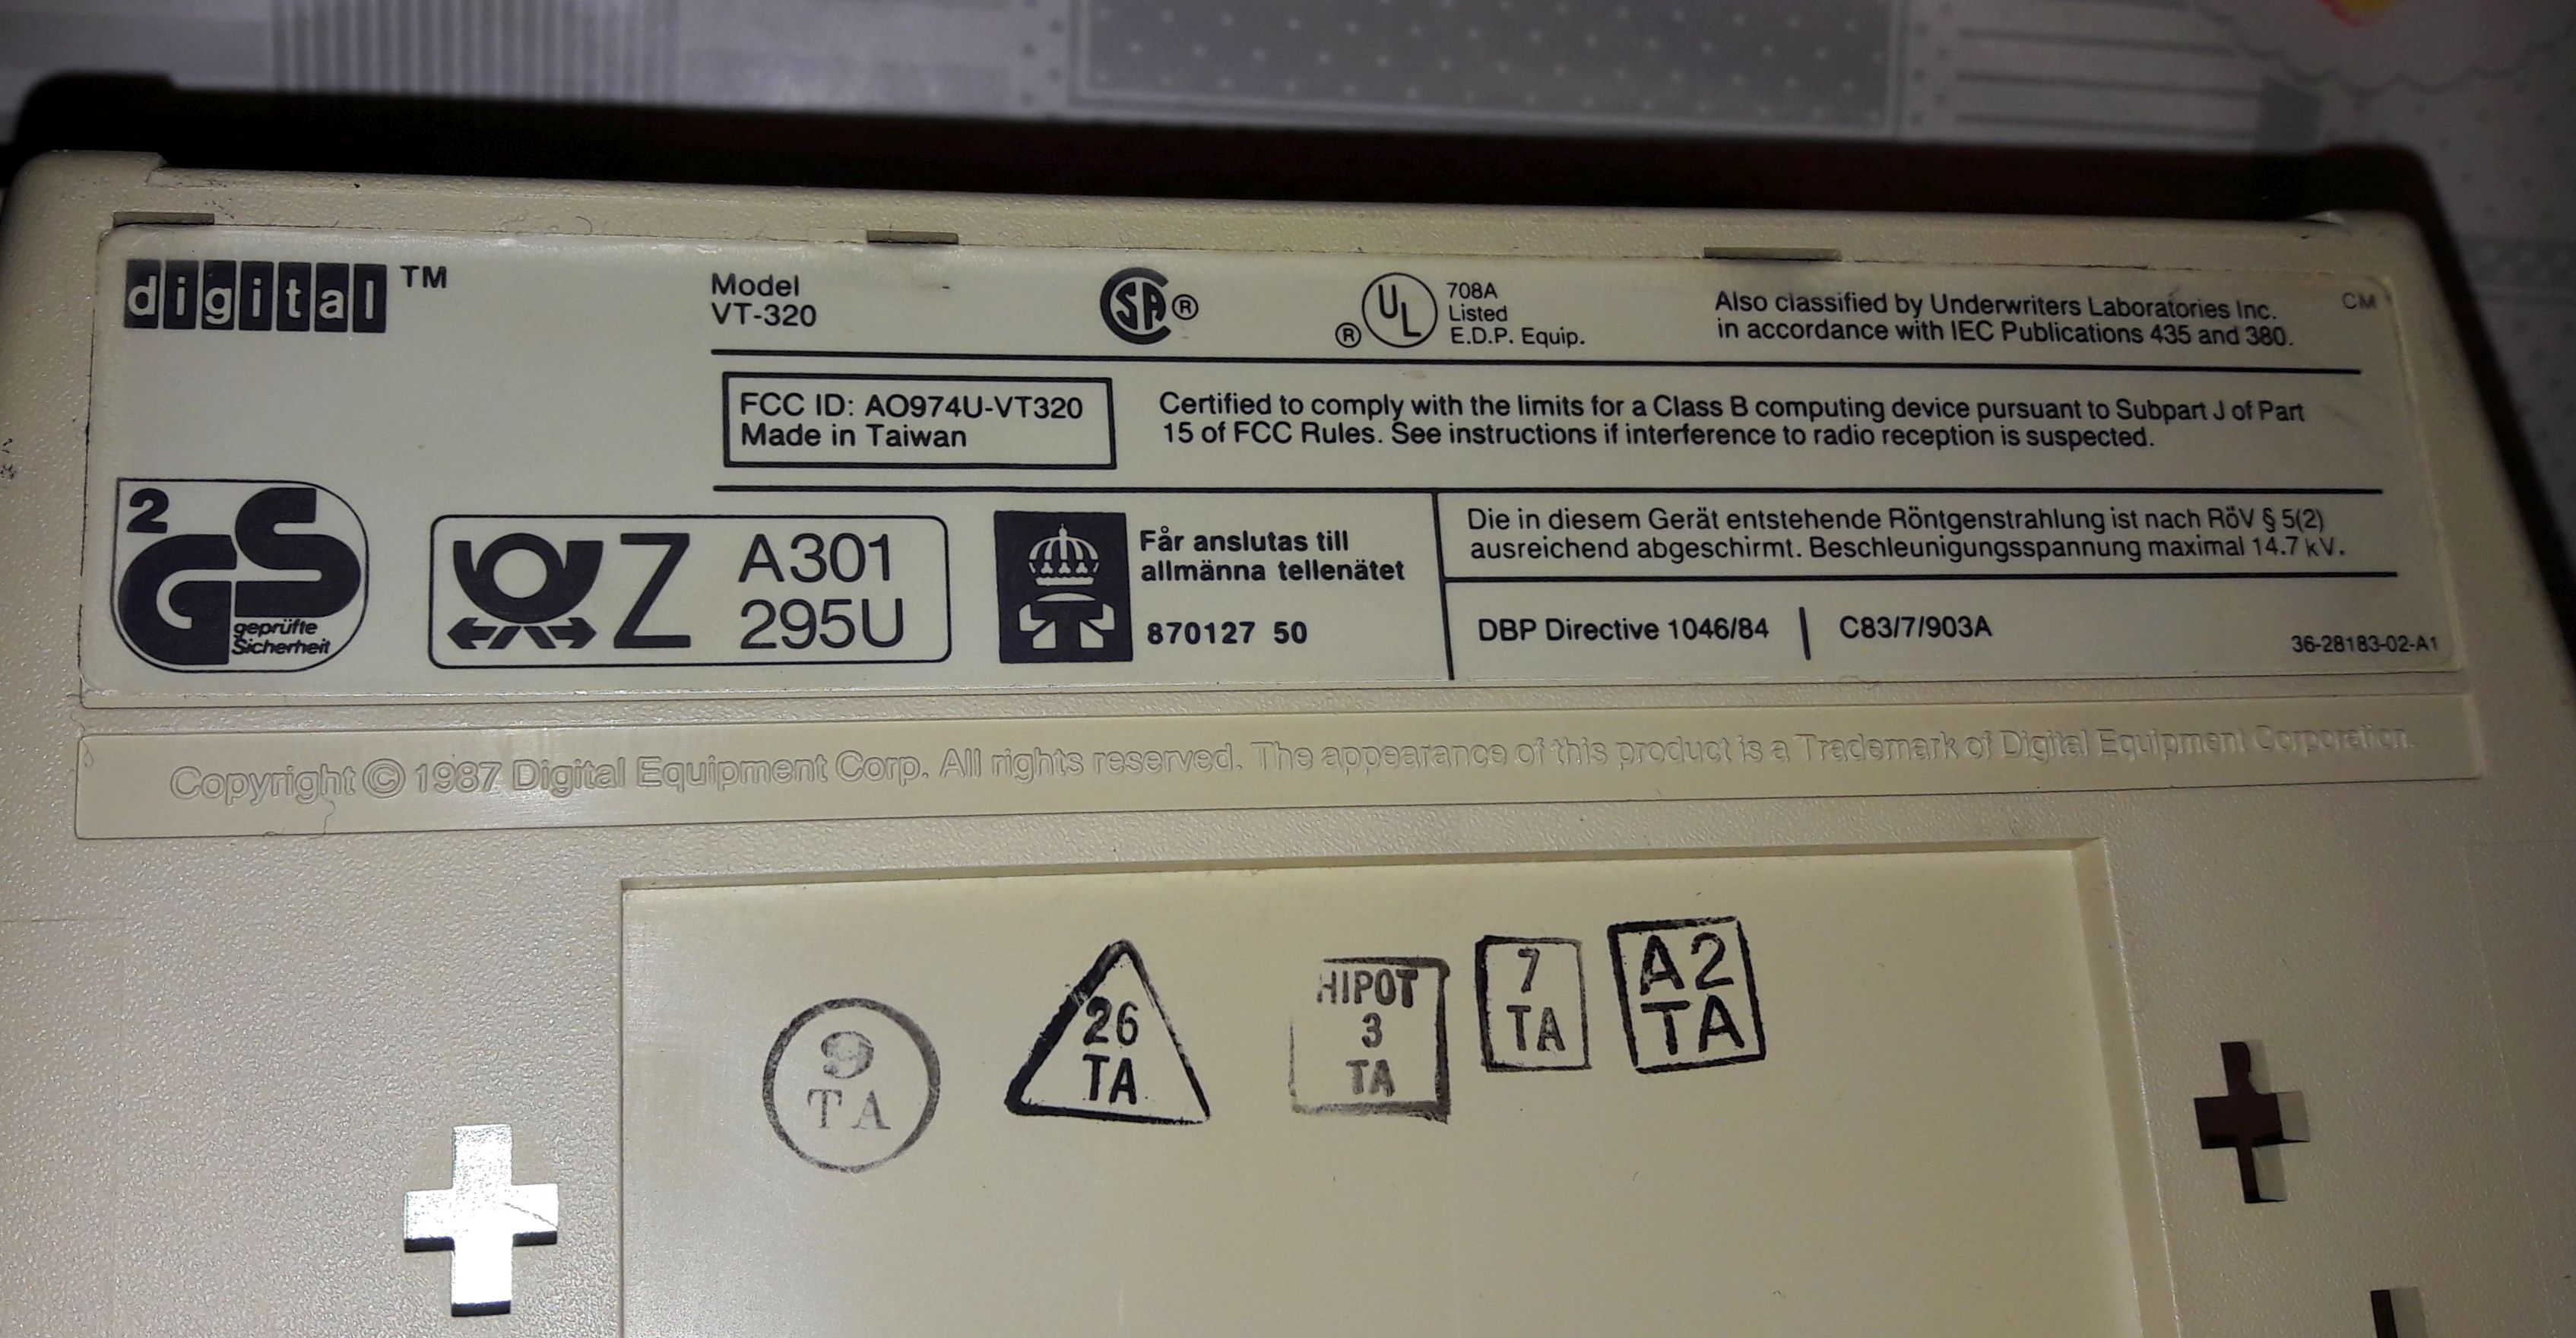 digital™
Model
VT-320
SA®
®
UL
708A
Listed
E.D.P. Equip.
Also classified by Underwriters Laboratories Inc.
in accordance with IEC Publications 435 and 380.
CM
FCC ID: AO974U-VT320
Made in Taiwan
Certified to comply with the limits for a Class B computing device pursuant to Subpart J of Part
15 of FCC Rules. See instructions if interference to radio reception is suspected.
2
GS
geprüfte
Sicherheit
Z
A301
295U
Får anslutas till
allmänna tellenätet
870127 50
Die in diesem Gerät entstehende Röntgenstrahlung ist nach RöV § 5(2)
ausreichend abgeschirmt. Beschleunigungsspannung maximal 14.7 kV.
DBP Directive 1046/84 | C83/7/903A
36-28183-02-A1
Copyright © 1987 Digital Equipment Corp. All rights reserved. The appearance of this product is a Trademark of Digital Equipment Corporation.
9
TA
26
TA
HIPOT
3
TA
7
TA
A2
TA